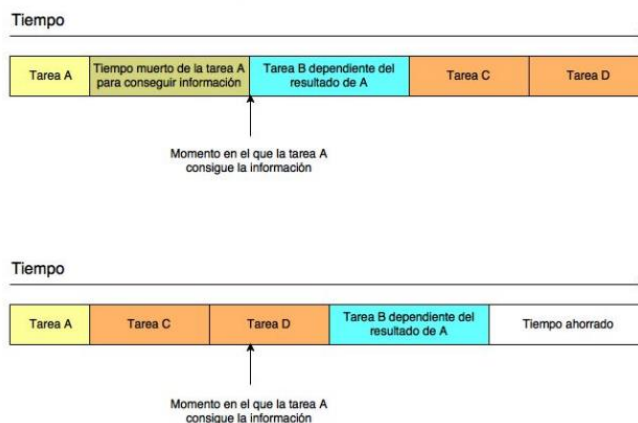 Tiempo
Tarea A
Tiempo muerto de la tarea A
para conseguir información
Tarea B dependiente del
resultado de A
Tarea C
Tarea D
Momento en el que la tarea A
consigue la información
Tiempo
Tarea A
Tarea C
Tarea D
Tarea B dependiente del
resultado de A
Tiempo ahorrado
Momento en el que la tarea A
consigue la información